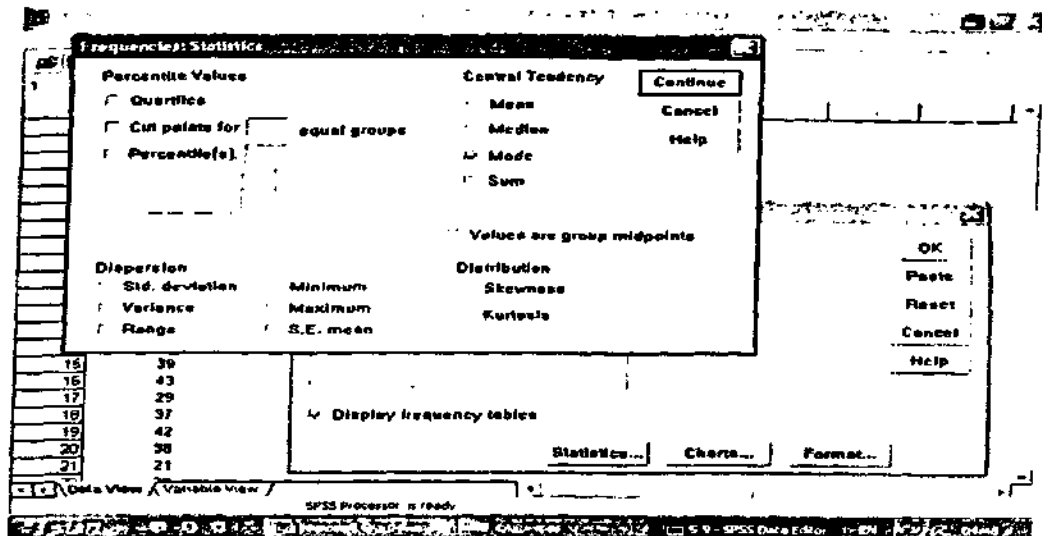 Frequencies: Statistics
Percentile Values
Quartiles
Cut points for equal groups
Percentile(s).
Central Tendency
Mean
Median
Mode
Sum
Continue
Cancel
Help
Values are group midpoints
Dispersion
Std. deviation Minimum
Variance Maximum
Range S.E. mean
Distribution
Skewness
Kurtosis
OK
Paste
Reset
Cancel
Help
15 39
16 43
17 29
18 37
19 42
20 38
21 21
Display frequency tables
Statistics... Charts... Format...
Data View Variable View
SPSS Processor is ready
SPSS Data Editor